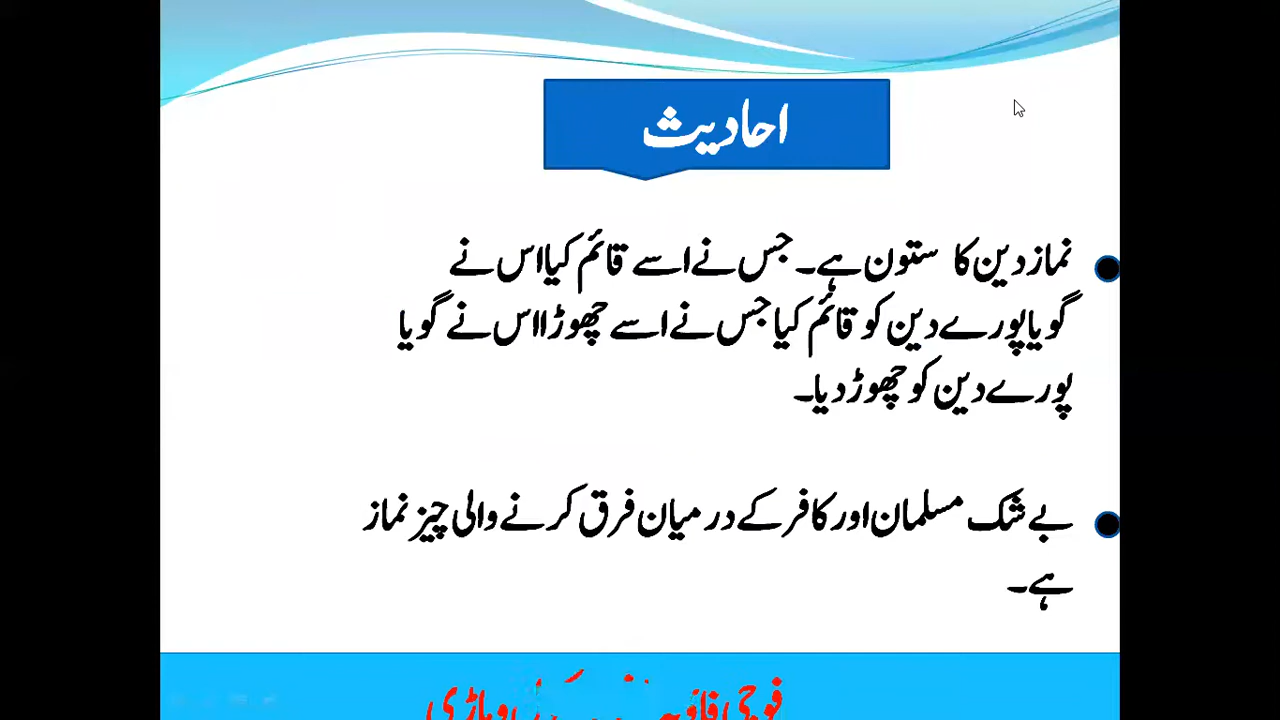 احادیث
نماز دین کا ستون ہے۔ جس نے اسے قائم کیا اس نے
گویا پورے دین کو قائم کیا جس نے اسے چھوڑا اس نے گویا
پورے دین کو چھوڑ دیا۔
بے شک مسلمان اور کافر کے درمیان فرق کرنے والی چیز نماز
ہے۔
فوجی وہاڑی